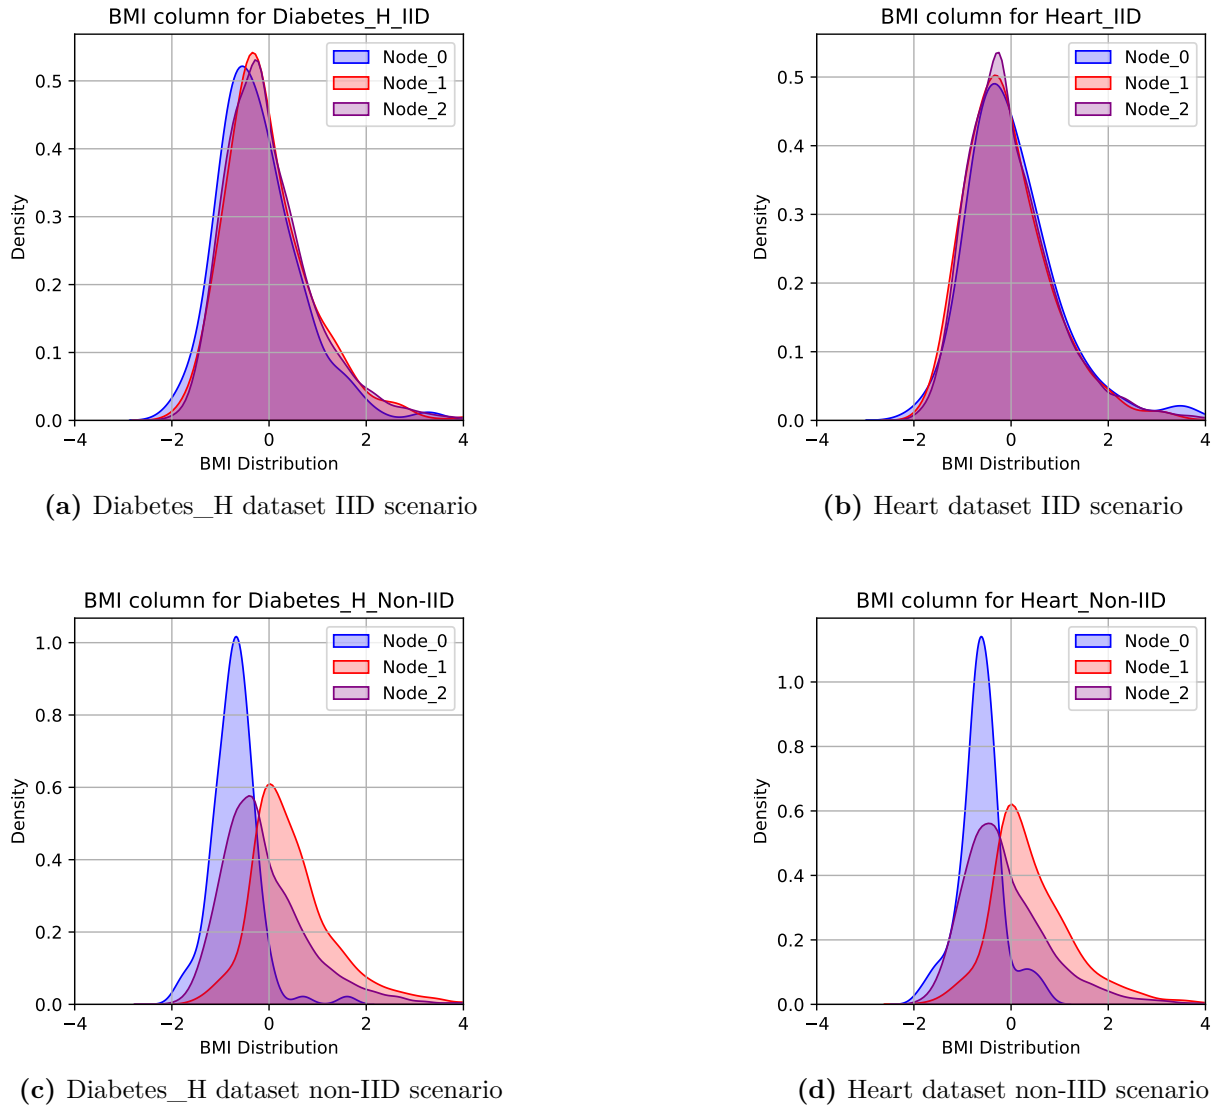 BMI column for Diabetes_H_IID
Density
0.5
0.4
0.3
0.2
0.1
0.0
Node_0
Node_1
Node_2
−4
−2
0
2
4
BMI Distribution
(a) Diabetes_H dataset IID scenario
BMI column for Heart_IID
Density
0.5
0.4
0.3
0.2
0.1
0.0
Node_0
Node_1
Node_2
−4
−2
0
2
4
BMI Distribution
(b) Heart dataset IID scenario
BMI column for Diabetes_H_Non-IID
Density
1.0
0.8
0.6
0.4
0.2
0.0
Node_0
Node_1
Node_2
−4
−2
0
2
4
BMI Distribution
(c) Diabetes_H dataset non-IID scenario
BMI column for Heart_Non-IID
Density
1.0
0.8
0.6
0.4
0.2
0.0
Node_0
Node_1
Node_2
−4
−2
0
2
4
BMI Distribution
(d) Heart dataset non-IID scenario